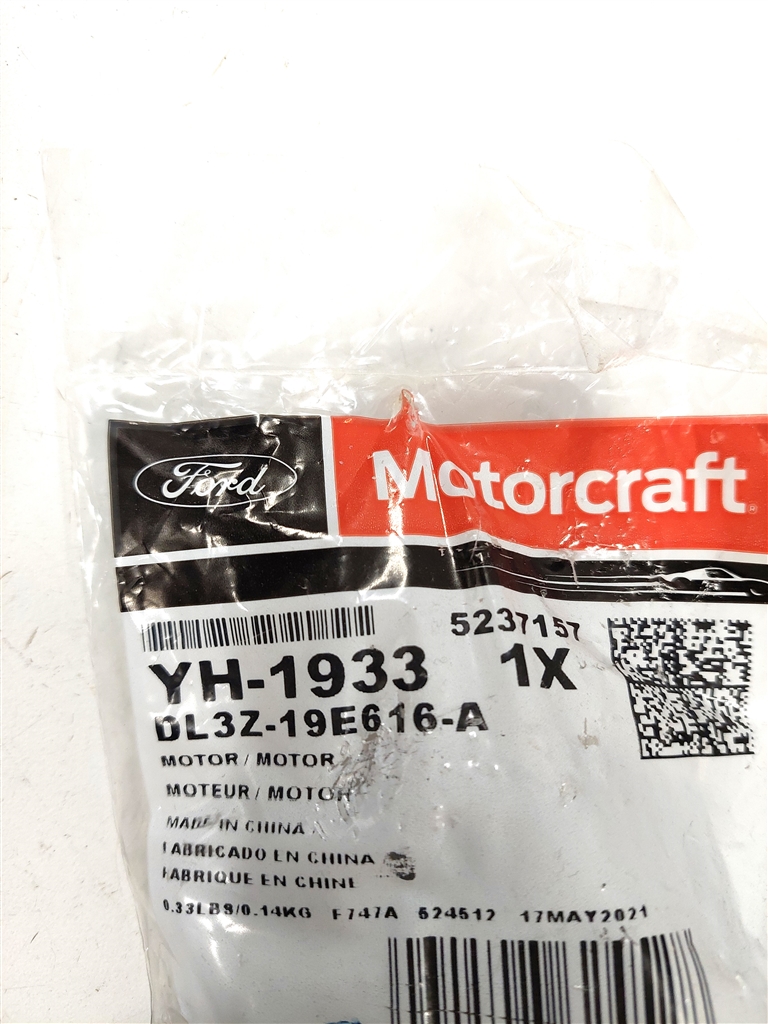 Ford
Motorcraft®
5237157
YH-1933 1X
DL3Z-19E616-A
MOTOR / MOTOR
MOTEUR / MOTOR
MADE IN CHINA
FABRICADO EN CHINA
FABRIQUE EN CHINE
0.33LBS/0.14KG F747A 524512 17MAY2021